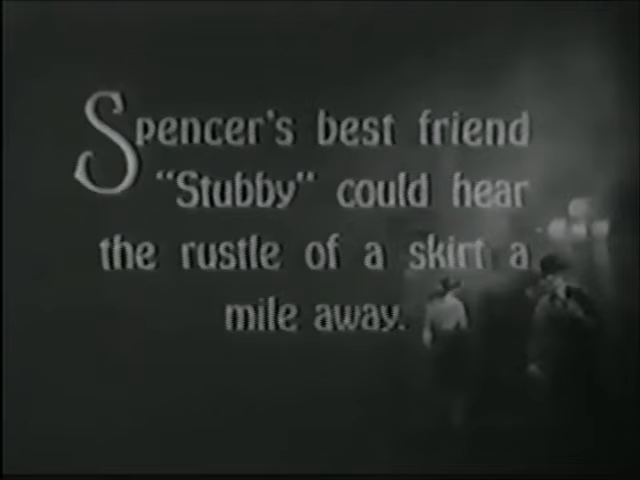 Spencer's best friend
"Stubby" could hear
the rustle of a skirt a
mile away.